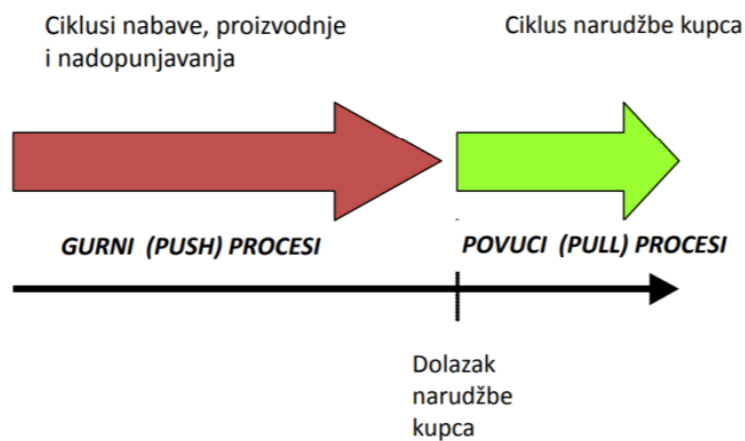 Ciklusi nabave, proizvodnje
i nadopunjavanja
Ciklus narudžbe kupca
GURNI (PUSH) PROCESI
POVUCI (PULL) PROCESI
Dolazak
narudžbe
kupca